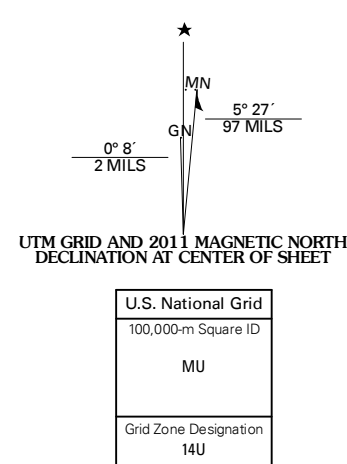 MN
5° 27´
97 MILS
GN
0° 8´
2 MILS
UTM GRID AND 2011 MAGNETIC NORTH
DECLINATION AT CENTER OF SHEET
U.S. National Grid
100,000-m Square ID
MU
Grid Zone Designation
14U